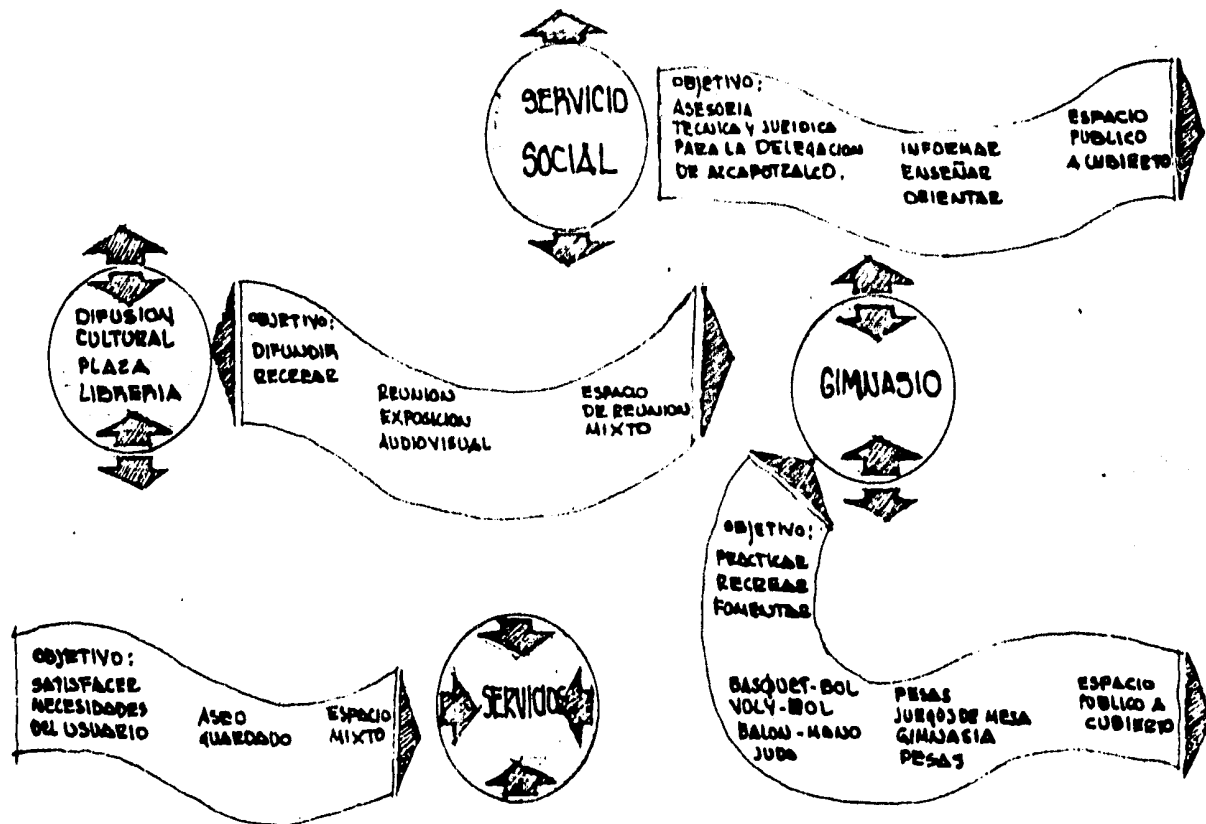 SERVICIO
SOCIAL
OBJETIVO:
ASESORIA
TECNICA Y JURIDICA
PARA LA DELEGACION
DE AZCAPOTZALCO.
INFORMAR
ENSEÑAR
ORIENTAR
ESPACIO
PUBLICO
A CUBIRETO
DIFUSION
CULTURAL
PLAZA
LIBRERIA
OBJETIVO:
DIFUNDIR
RECREAR
REUNION
EXPOSICION
AUDIOVISUAL
ESPACIO
DE REUNION
MIXTO
GIMNASIO
OBJETIVO:
PRACTICAR
RECREAR
FOMENTAR
BASQUET-BOL
VOLY-BOL
BALON-MANO
JUDO
PESAS
JUEGOS DE MESA
GIMNASIA
PESAS
ESPACIO
PUBLICO A
CUBIERTO
OBJETIVO:
SATISFACER
NECESIDADES
DEL USUARIO
ASEO
GUARDADO
ESPACIO
MIXTO
SERVICIOS